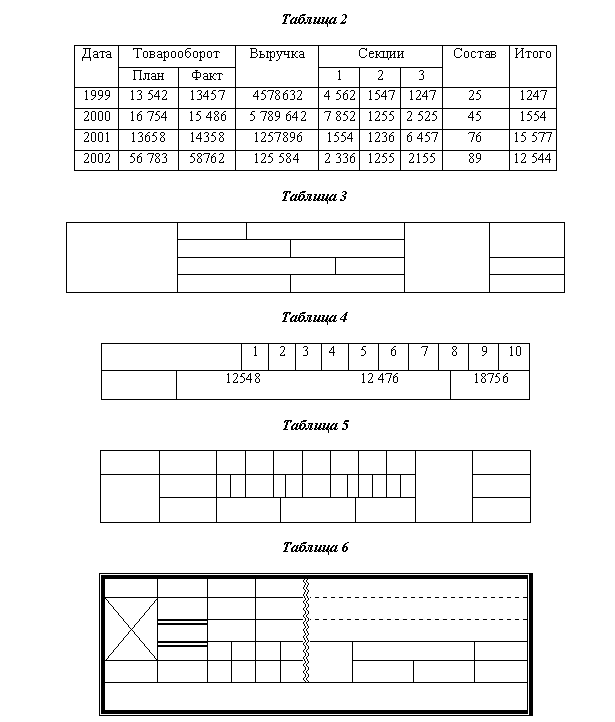 Таблица 2
Дата Товарооборот Выручка Секции Состав Итого
План Факт 1 2 3
1999 13 542 13457 4578632 4 562 1547 1247 25 1247
2000 16 754 15 486 5 789 642 7 852 1255 2 525 45 1554
2001 13658 14358 1257896 1554 1236 6 457 76 15 577
2002 56 783 58762 125 584 2 336 1255 2155 89 12 544
Таблица 3
Таблица 4
1 2 3 4 5 6 7 8 9 10
12548 12 476 18756
Таблица 5
Таблица 6